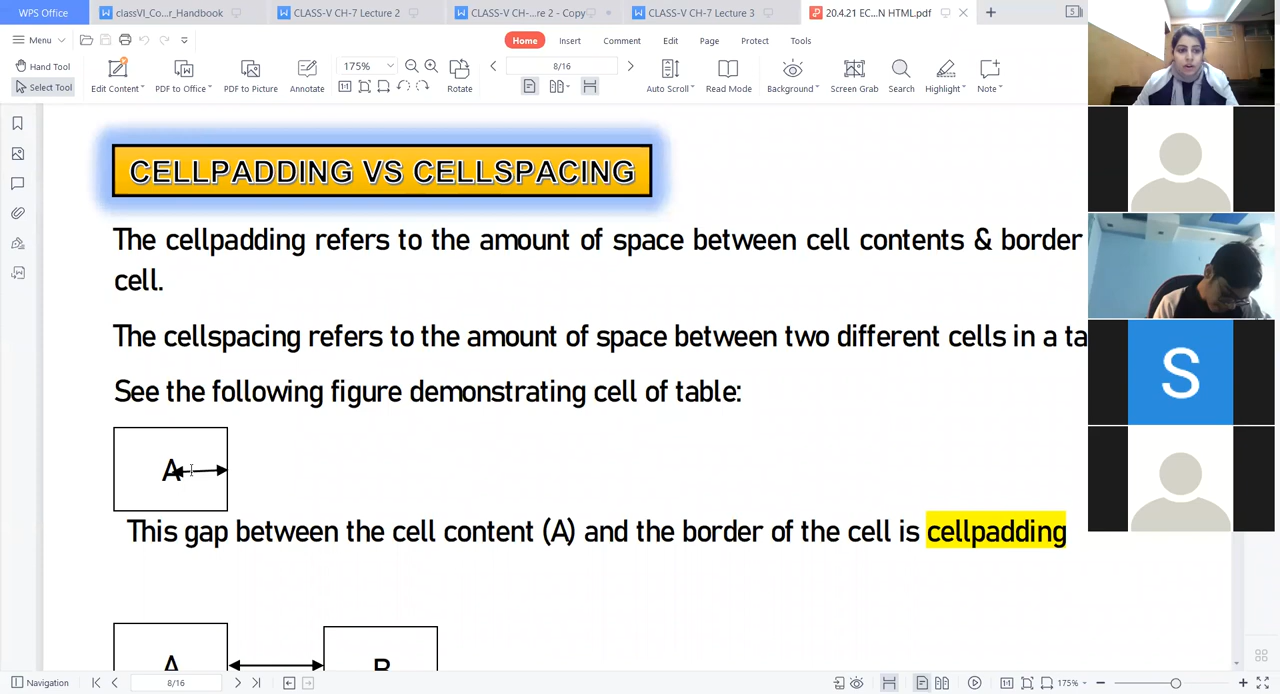 WPS Office
classVI_Co...r_Handbook
CLASS-V CH-7 Lecture 2
CLASS-V CH-...re 2 - Copy
CLASS-V CH-7 Lecture 3
20.4.21 EC....N HTML.pdf
5
Menu
Home
Insert
Comment
Edit
Page
Protect
Tools
Hand Tool
Select Tool
Edit Content
PDF to Office
PDF to Picture
Annotate
175%
Rotate
8/16
Auto Scroll
Read Mode
Background
Screen Grab
Search
Highlight
Note
CELLPADDING VS CELLSPACING
The cellpadding refers to the amount of space between cell contents & border
cell.
The cellspacing refers to the amount of space between two different cells in a ta
See the following figure demonstrating cell of table:
A
This gap between the cell content (A) and the border of the cell is cellpadding
A
B
S
Navigation
8/16
175%